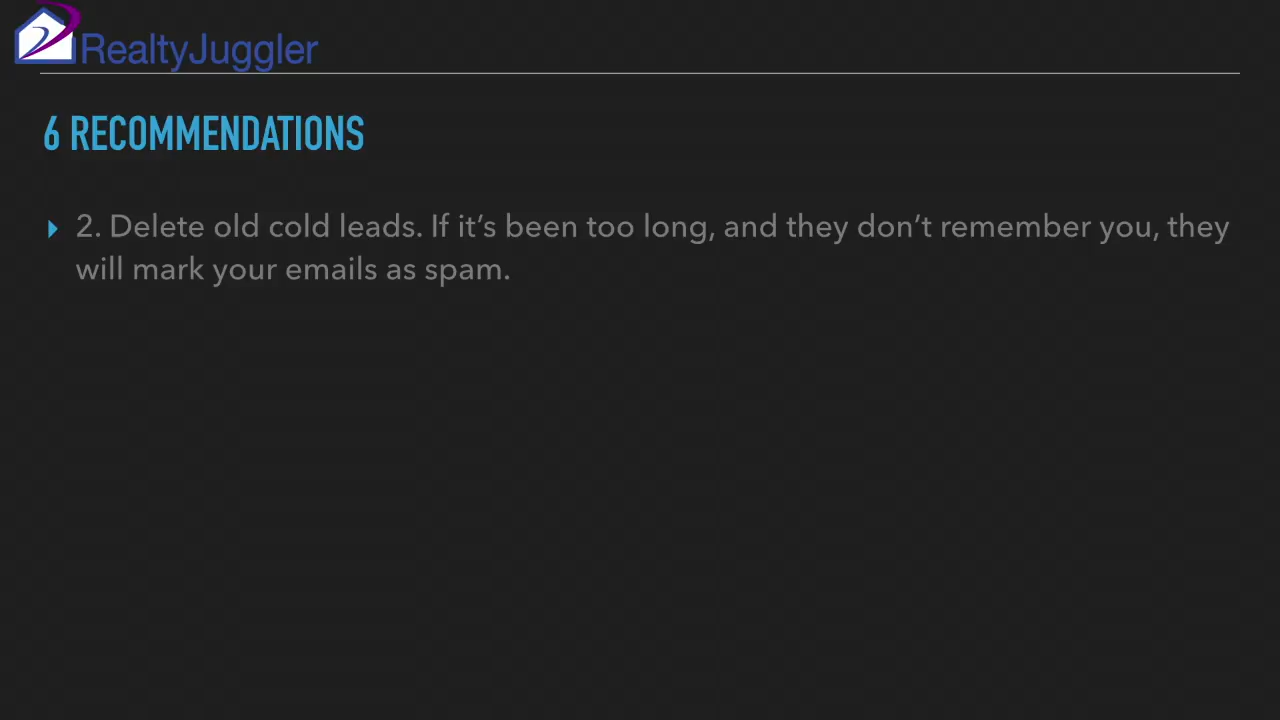 RealtyJuggler
6 RECOMMENDATIONS
2. Delete old cold leads. If it’s been too long, and they don’t remember you, they
will mark your emails as spam.